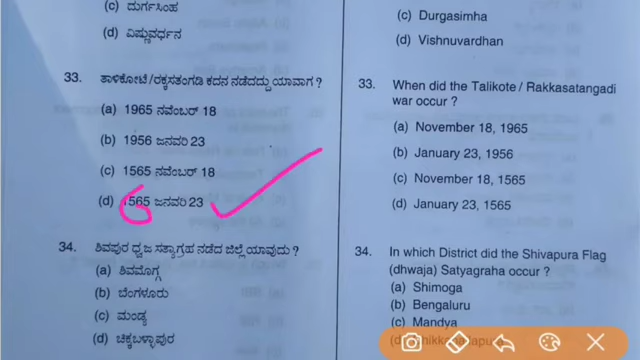 (c) ದುರ್ಗಸಿಂಹ
(d) ವಿಷ್ಣುವರ್ಧನ
33. ತಾಳಿಕೋಟೆ/ರಕ್ಕಸತಂಗಡಿ ಕದನ ನಡೆದದ್ದು ಯಾವಾಗ ?
(a) 1965 ನವೆಂಬರ್ 18
(b) 1956 ಜನವರಿ 23
(c) 1565 ನವೆಂಬರ್ 18
(d) 1565 ಜನವರಿ 23
34. ಶಿವಪುರ ಧ್ವಜ ಸತ್ಯಾಗ್ರಹ ನಡೆದ ಜಿಲ್ಲೆ ಯಾವುದು ?
(a) ಶಿವಮೊಗ್ಗ
(b) ಬೆಂಗಳೂರು
(c) ಮಂಡ್ಯ
(d) ಚಿಕ್ಕಬಳ್ಳಾಪುರ
(c) Durgasimha
(d) Vishnuvardhan
33. When did the Talikote / Rakkasatangadi
war occur ?
(a) November 18, 1965
(b) January 23, 1956
(c) November 18, 1565
(d) January 23, 1565
34. In which District did the Shivapura Flag
(dhwaja) Satyagraha occur ?
(a) Shimoga
(b) Bengaluru
(c) Mandya